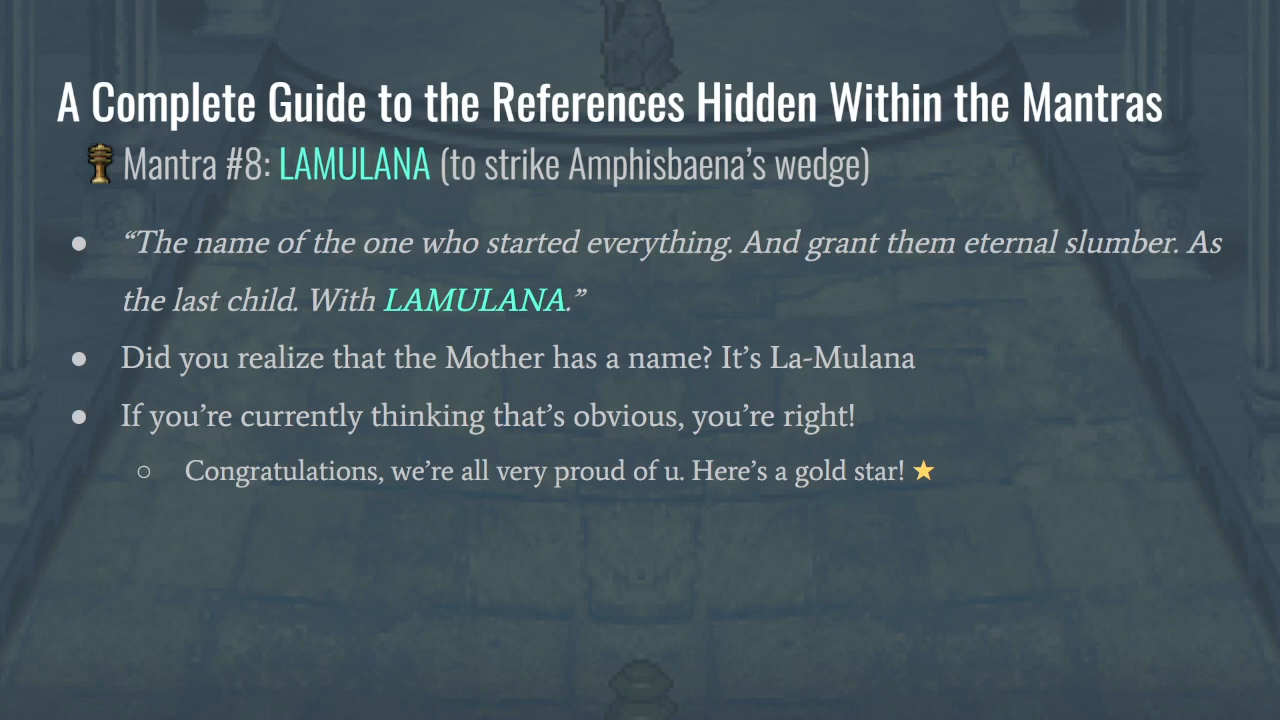 A Complete Guide to the References Hidden Within the Mantras
Mantra #8: LAMULANA (to strike Amphisbaena’s wedge)
● “The name of the one who started everything. And grant them eternal slumber. As
the last child. With LAMULANA.”
● Did you realize that the Mother has a name? It’s La-Mulana
● If you’re currently thinking that’s obvious, you’re right!
○ Congratulations, we’re all very proud of u. Here’s a gold star! ⭐